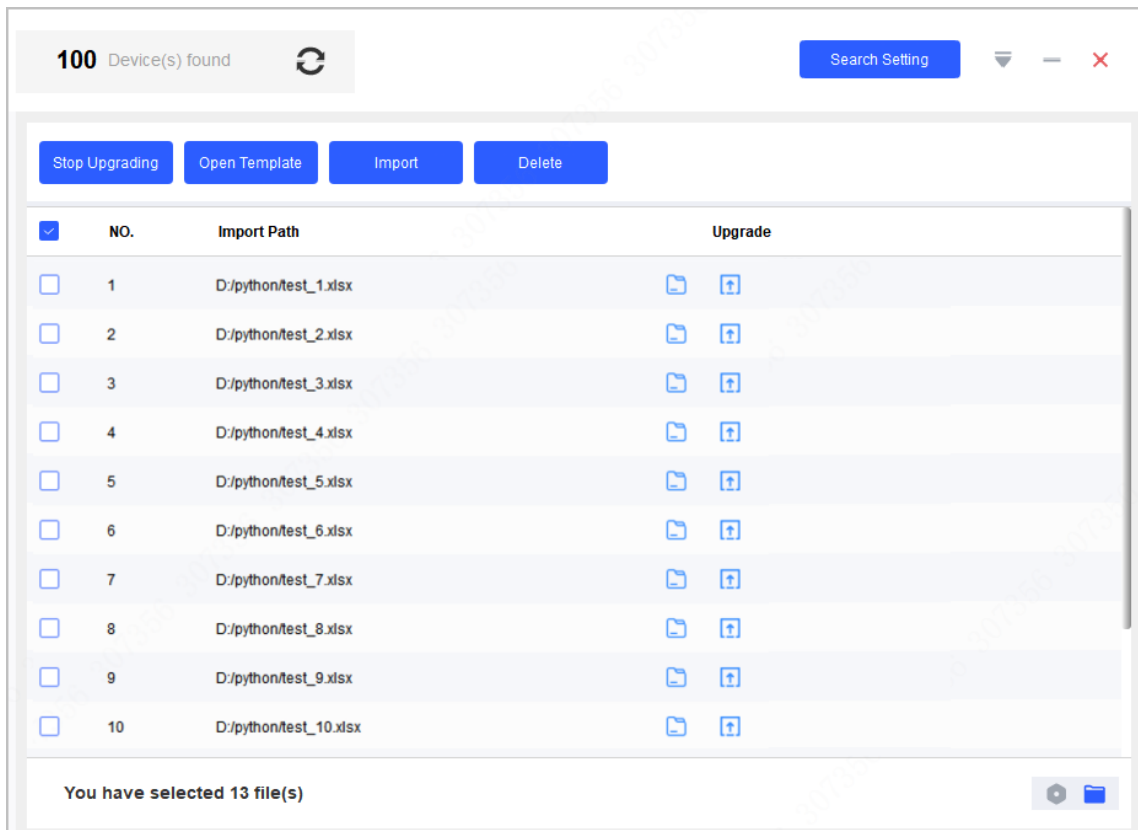 100 Device(s) found Search Setting
Stop Upgrading Open Template Import Delete
NO. Import Path Upgrade
1 D:/python/test_1.xlsx
2 D:/python/test_2.xlsx
3 D:/python/test_3.xlsx
4 D:/python/test_4.xlsx
5 D:/python/test_5.xlsx
6 D:/python/test_6.xlsx
7 D:/python/test_7.xlsx
8 D:/python/test_8.xlsx
9 D:/python/test_9.xlsx
10 D:/python/test_10.xlsx
You have selected 13 file(s)